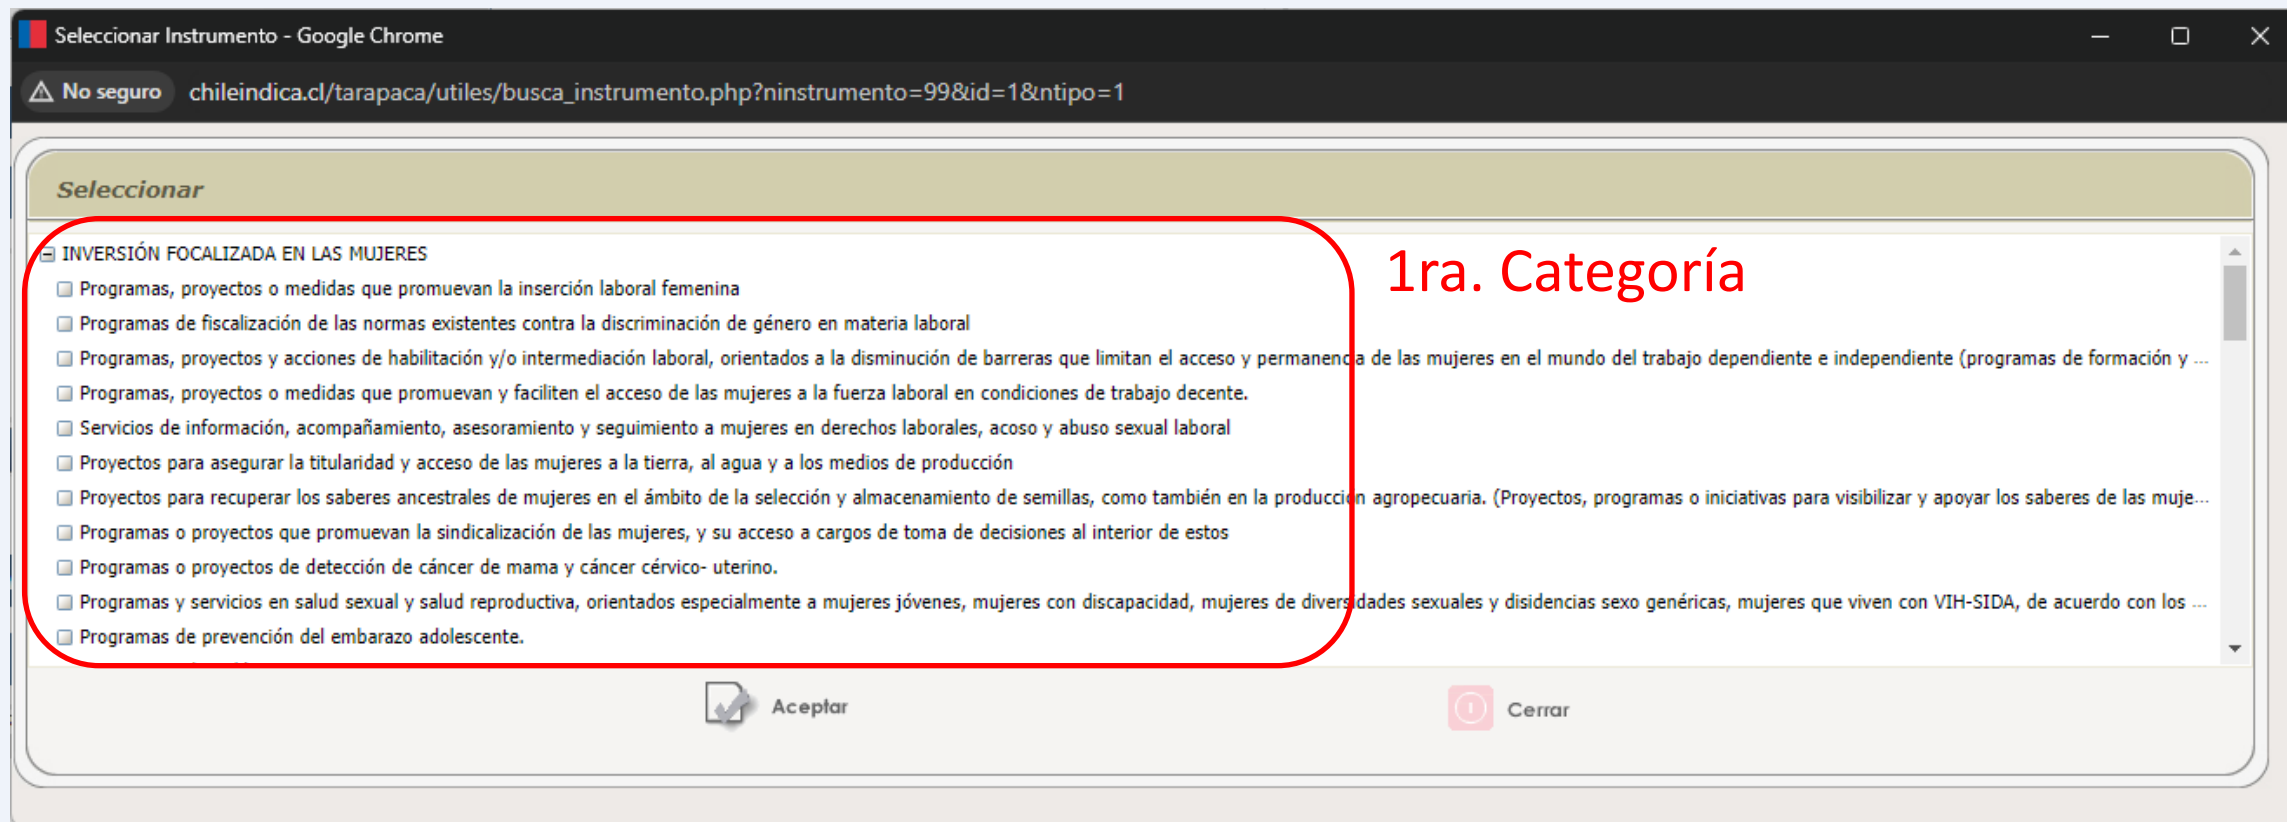 Seleccionar Instrumento - Google Chrome
No seguro chileindica.cl/tarapaca/utiles/busca_instrumento.php?ninstrumento=99&id=1&ntipo=1
Seleccionar
INVERSIÓN FOCALIZADA EN LAS MUJERES
1ra. Categoría
Programas, proyectos o medidas que promuevan la inserción laboral femenina
Programas de fiscalización de las normas existentes contra la discriminación de género en materia laboral
Programas, proyectos y acciones de habilitación y/o intermediación laboral, orientados a la disminución de barreras que limitan el acceso y permanencia de las mujeres en el mundo del trabajo dependiente e independiente (programas de formación y ...
Programas, proyectos o medidas que promuevan y faciliten el acceso de las mujeres a la fuerza laboral en condiciones de trabajo decente.
Servicios de información, acompañamiento, asesoramiento y seguimiento a mujeres en derechos laborales, acoso y abuso sexual laboral
Proyectos para asegurar la titularidad y acceso de las mujeres a la tierra, al agua y a los medios de producción
Proyectos para recuperar los saberes ancestrales de mujeres en el ámbito de la selección y almacenamiento de semillas, como también en la producción agropecuaria. (Proyectos, programas o iniciativas para visibilizar y apoyar los saberes de las muje...
Programas o proyectos que promuevan la sindicalización de las mujeres, y su acceso a cargos de toma de decisiones al interior de estos
Programas o proyectos de detección de cáncer de mama y cáncer cérvico- uterino.
Programas y servicios en salud sexual y salud reproductiva, orientados especialmente a mujeres jóvenes, mujeres con discapacidad, mujeres de diversidades sexuales y disidencias sexo genéricas, mujeres que viven con VIH-SIDA, de acuerdo con los ...
Programas de prevención del embarazo adolescente.
Aceptar
Cerrar